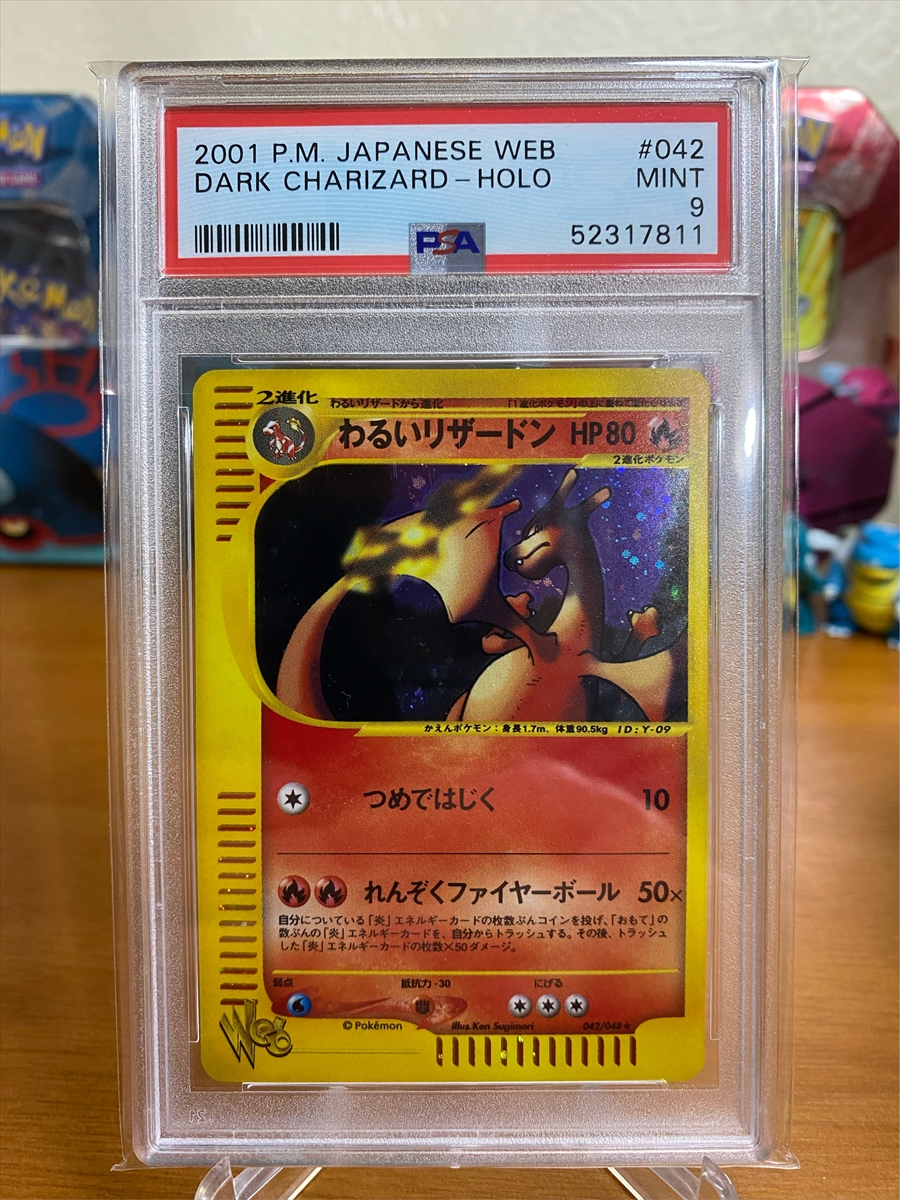 2001 P.M. JAPANESE WEB #042
DARK CHARIZARD – HOLO MINT
9
PSA 52317811
2進化
わるいリザードから進化
わるいリザードン HP80
2進化ポケモン
かえんポケモン：身長1.7m、体重90.5kg ID:Y-09
つめではじく 10
れんぞくファイヤーボール 50×
自分についている「炎」エネルギーカードの枚数ぶんコインを投げ、「おもて」の
数ぶんの「炎」エネルギーカードを、自分からトラッシュする。その後、トラッシュ
した「炎」エネルギーカードの枚数×50ダメージ。
弱点 抵抗力 -30 にげる
Web
© Pokémon Illus. Ken Sugimori 042/048 ★